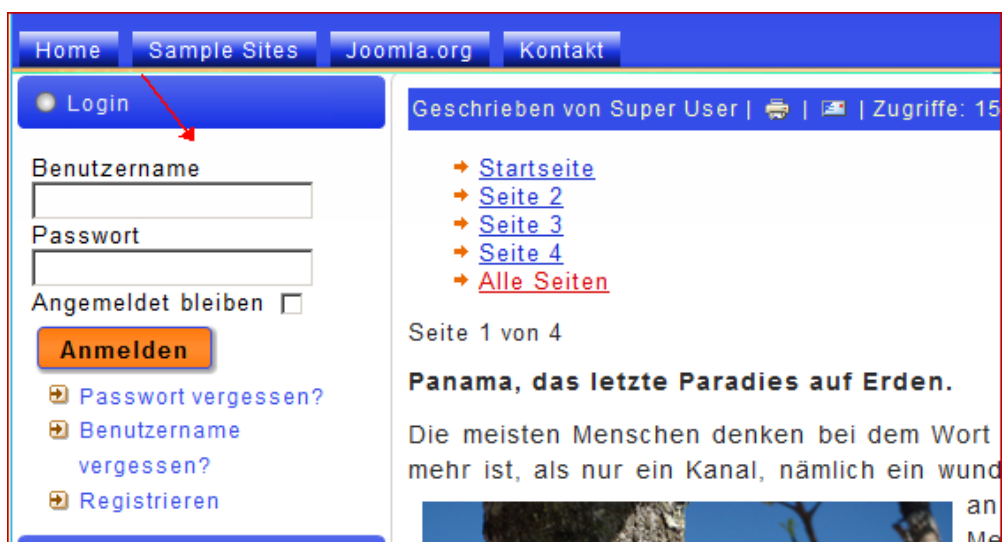 Home Sample Sites Joomla.org Kontakt
Login
Benutzername
Passwort
Angemeldet bleiben
Anmelden
Passwort vergessen?
Benutzername
vergessen?
Registrieren
Geschrieben von Super User | | | Zugriffe: 15
Startseite
Seite 2
Seite 3
Seite 4
Alle Seiten
Seite 1 von 4
Panama, das letzte Paradies auf Erden.
Die meisten Menschen denken bei dem Wort
mehr ist, als nur ein Kanal, nämlich ein wund
an
Me